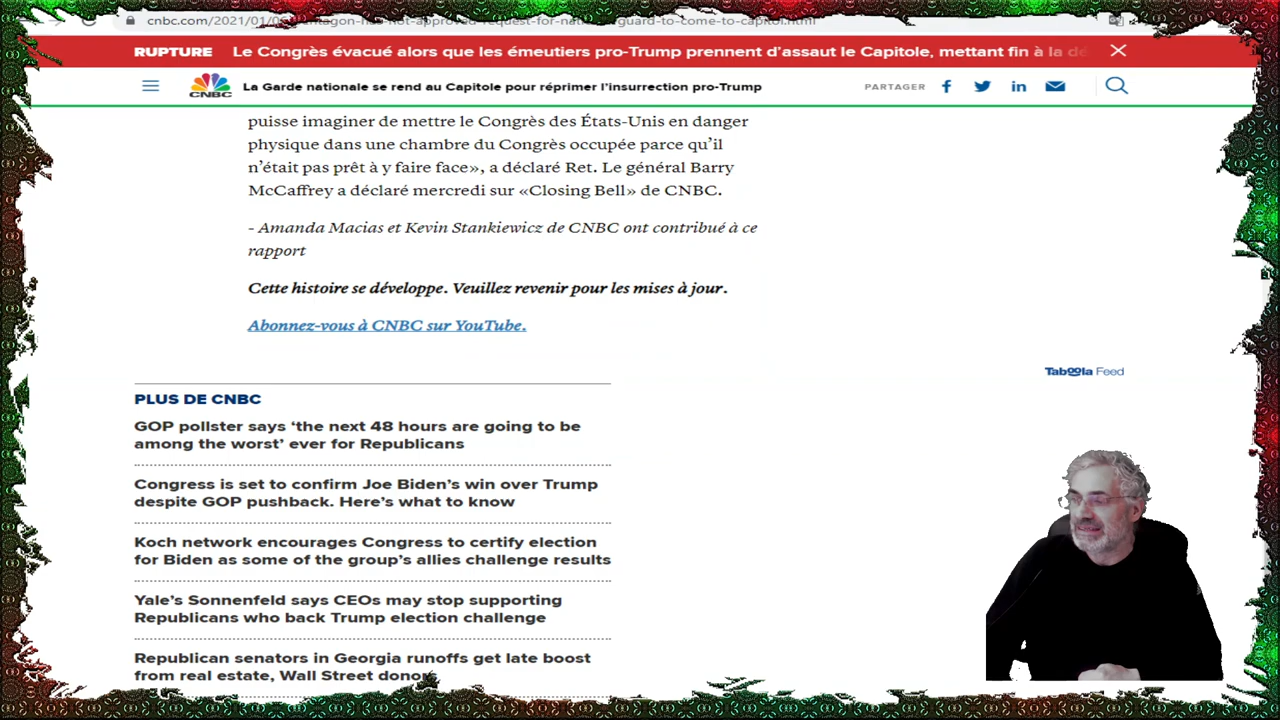 cnbc.com/2021/01/0 ntagon-has-not-approved-request-for-national-guard-to-come-to-capitol.html
RUPTURE Le Congrès évacué alors que les émeutiers pro-Trump prennent d’assaut le Capitole, mettant fin à la dé
CNBC La Garde nationale se rend au Capitole pour réprimer l’insurrection pro-Trump PARTAGER
puisse imaginer de mettre le Congrès des États-Unis en danger
physique dans une chambre du Congrès occupée parce qu’il
n’était pas prêt à y faire face», a déclaré Ret. Le général Barry
McCaffrey a déclaré mercredi sur «Closing Bell» de CNBC.
- Amanda Macias et Kevin Stankiewicz de CNBC ont contribué à ce
rapport
Cette histoire se développe. Veuillez revenir pour les mises à jour.
Abonnez-vous à CNBC sur YouTube.
Taboola Feed
PLUS DE CNBC
GOP pollster says ‘the next 48 hours are going to be
among the worst’ ever for Republicans
Congress is set to confirm Joe Biden’s win over Trump
despite GOP pushback. Here’s what to know
Koch network encourages Congress to certify election
for Biden as some of the group’s allies challenge results
Yale’s Sonnenfeld says CEOs may stop supporting
Republicans who back Trump election challenge
Republican senators in Georgia runoffs get late boost
from real estate, Wall Street donors